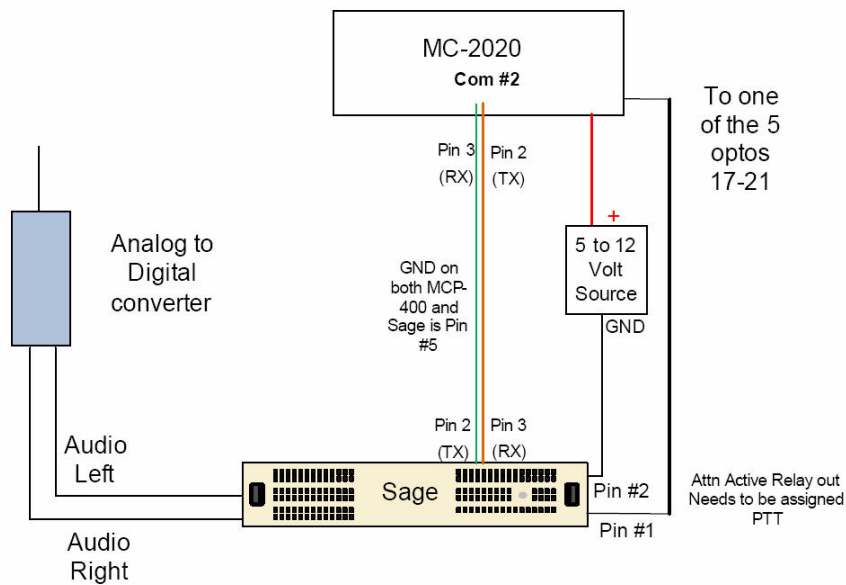 MC-2020
Com #2
To one
of the 5
optos
17-21
Pin 3
(RX)
Pin 2
(TX)
+
5 to 12
Volt
Source
GND
Analog to
Digital
converter
GND on
both MCP-
400 and
Sage is Pin
#5
Pin 2
(TX)
Pin 3
(RX)
Audio
Left
Sage
Pin #2
Pin #1
Attn Active Relay out
Needs to be assigned
PTT
Audio
Right